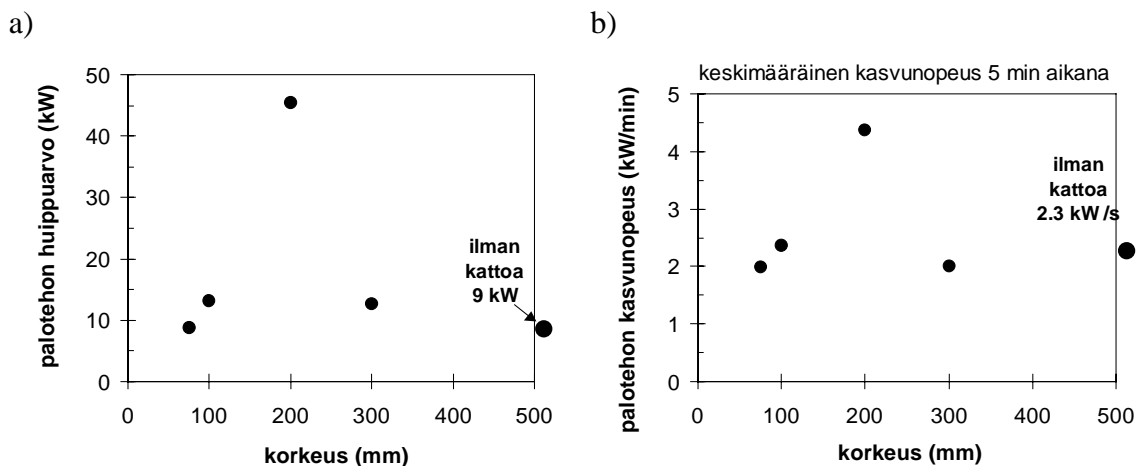 a)
palotehon huippuarvo (kW)
50
40
30
20
10
0
ilman
kattoa
9 kW
0 100 200 300 400 500
korkeus (mm)
b)
keskimääräinen kasvunopeus 5 min aikana
palotehon kasvunopeus (kW/min)
5
4
3
2
1
0
ilman
kattoa
2.3 kW /s
0 100 200 300 400 500
korkeus (mm)